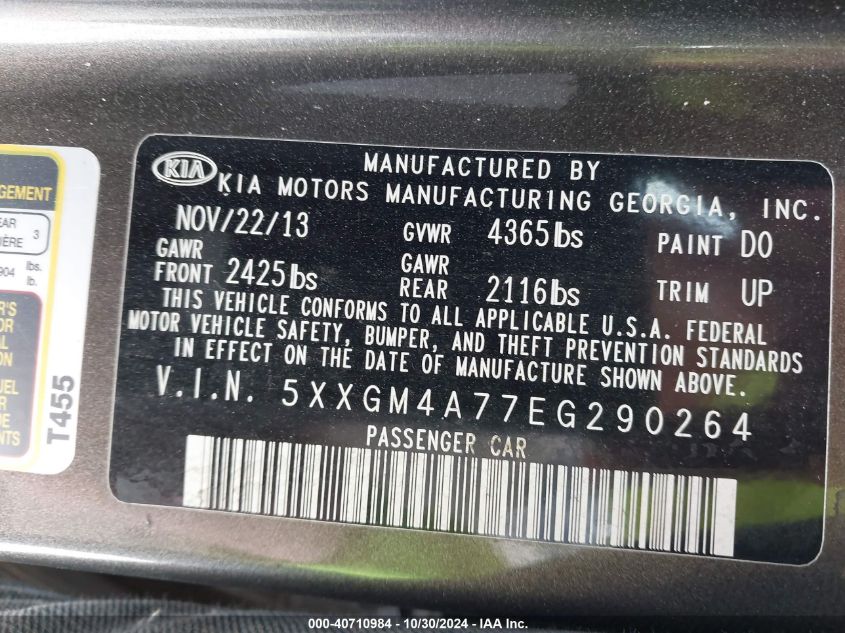 KIA
MANUFACTURED BY
KIA MOTORS MANUFACTURING GEORGIA, INC.
NOV/22/13 GVWR 4365lbs PAINT D0
GAWR FRONT 2425lbs GAWR REAR 2116lbs TRIM UP
THIS VEHICLE CONFORMS TO ALL APPLICABLE U.S.A. FEDERAL
MOTOR VEHICLE SAFETY, BUMPER, AND THEFT PREVENTION STANDARDS
IN EFFECT ON THE DATE OF MANUFACTURE SHOWN ABOVE.
V.I.N. 5XXGM4A77EG290264
PASSENGER CAR
3
904 lbs.
lb.
T455
000-40710984 - 10/30/2024 - IAA Inc.